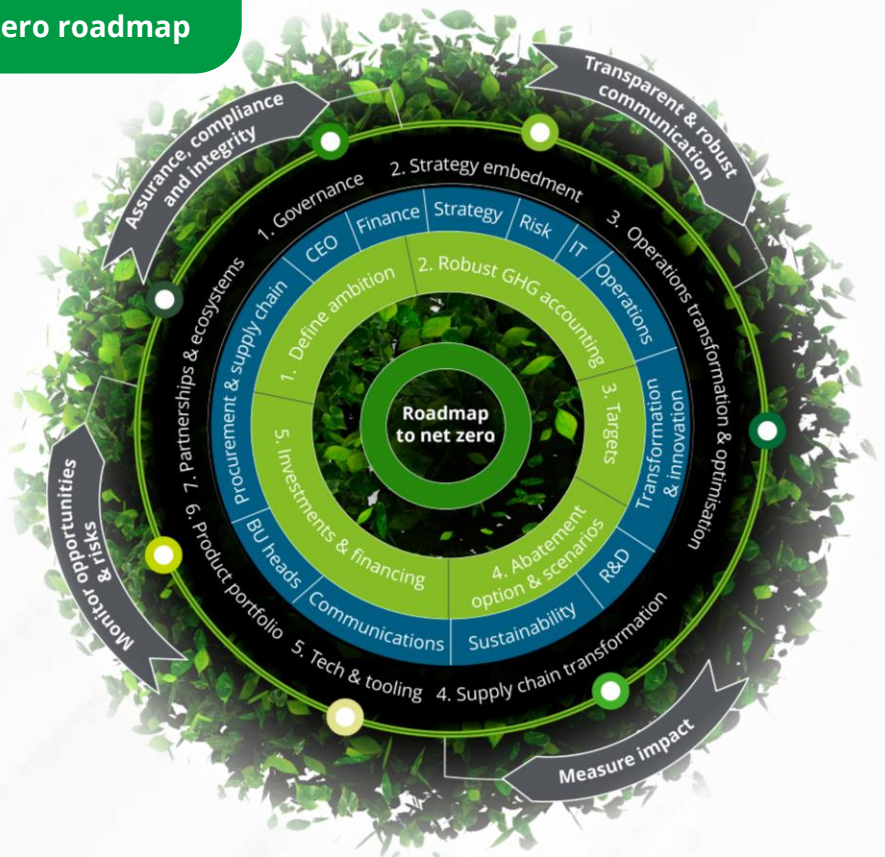 ero roadmap
Transparent & robust
communication
Assurance, compliance
and integrity
Monitor opportunities
& risks
Measure impact
1. Governance
2. Strategy embedment
3. Operations transformation & optimisation
4. Supply chain transformation
5. Tech & tooling
6. Product portfolio
7. Partnerships & ecosystems
CEO
Finance
Strategy
Risk
IT
Operations
Transformation
& innovation
R&D
Sustainability
Communications
BU heads
Procurement & supply chain
1. Define ambition
2. Robust GHG accounting
3. Targets
4. Abatement
option & scenarios
5. Investments & financing
Roadmap
to net zero